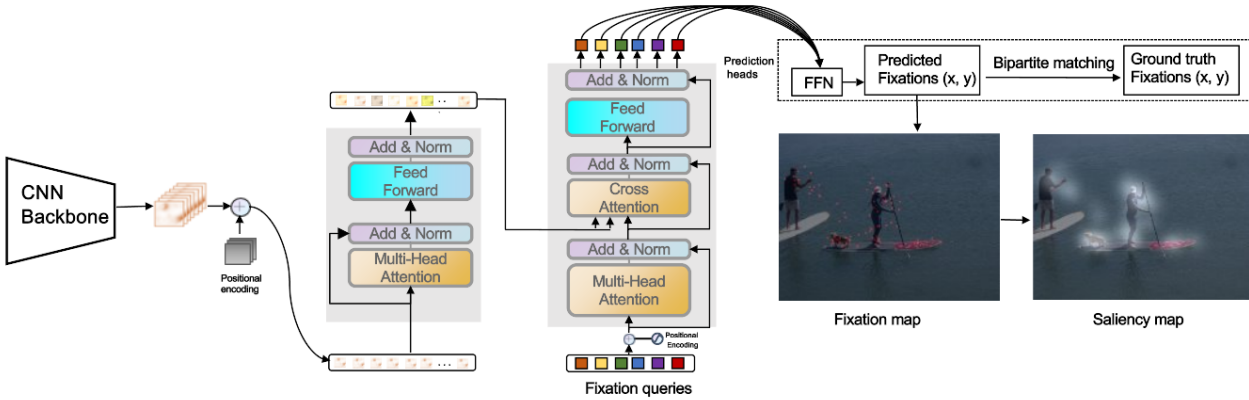 CNN
Backbone
Positional
encoding
Add & Norm
Feed
Forward
Add & Norm
Multi-Head
Attention
Add & Norm
Feed
Forward
Add & Norm
Cross
Attention
Add & Norm
Multi-Head
Attention
Positional
Encoding
Fixation queries
Prediction
heads
FFN
Predicted
Fixations (x, y)
Bipartite matching
Ground truth
Fixations (x, y)
Fixation map
Saliency map